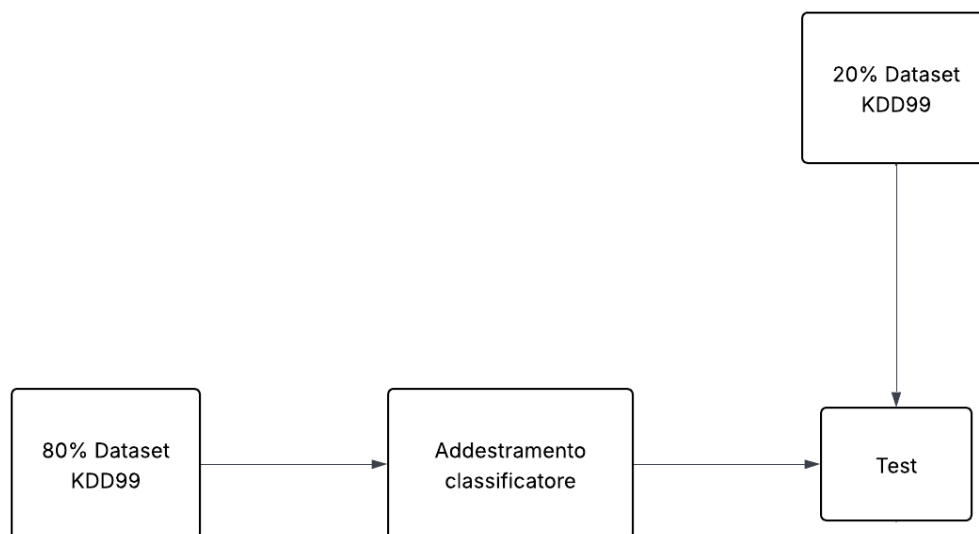 20% Dataset
KDD99
80% Dataset
KDD99
Addestramento
classificatore
Test